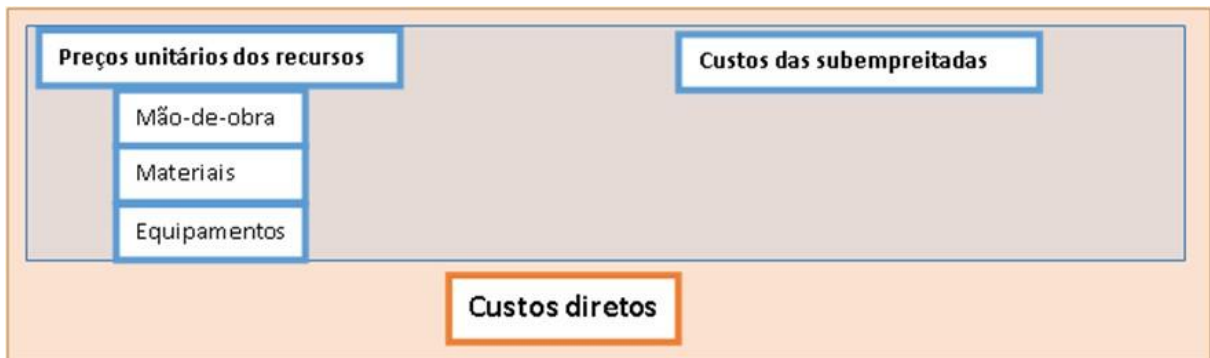 Preços unitários dos recursos
Custos das subempreitadas
Mão-de-obra
Materiais
Equipamentos
Custos diretos